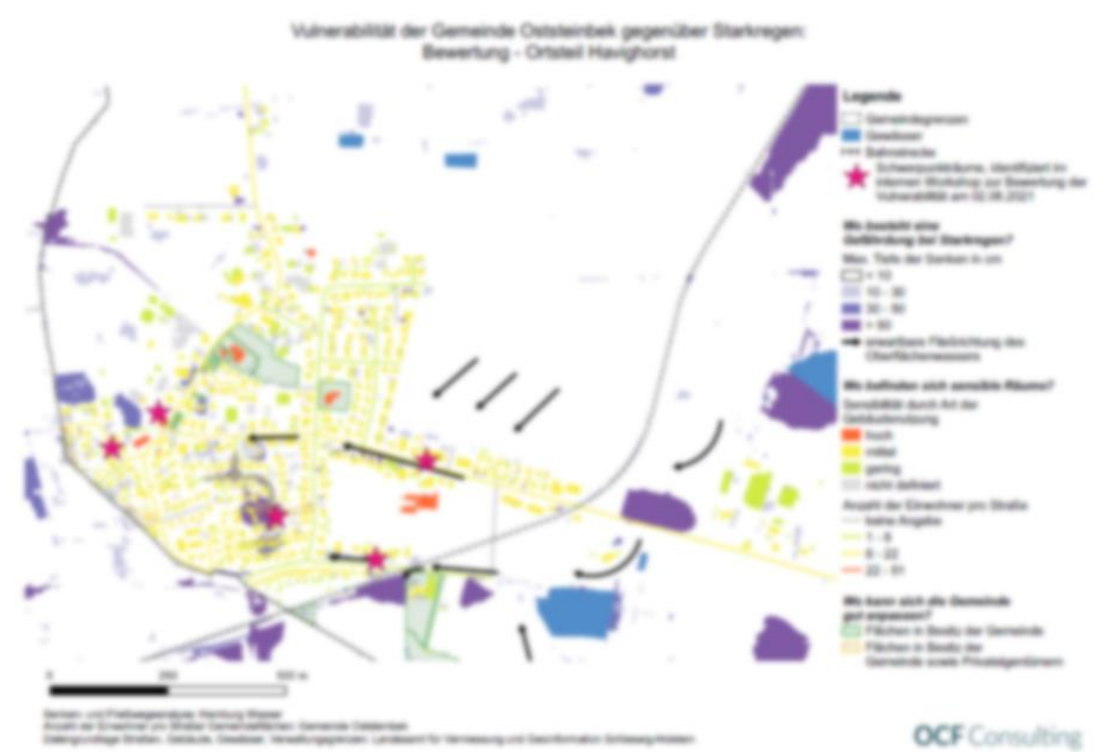 Vulnerabilität der Gemeinde Oststeinbek gegenüber Starkregen:
Bewertung - Ortsteil Havighorst
Legende
Gemeindegrenzen
Gewässer
Bahnstrecke
Schwerpunkträume, identifiziert im
internen Workshop zur Bewertung der
Vulnerabilität am 02.06.2021
Wo besteht eine
Gefährdung bei Starkregen?
Max. Tiefe der Senken in cm
< 10
10 - 30
30 - 50
> 50
erwartbare Fließrichtung des
Oberflächenwassers
Wo befinden sich sensible Räume?
Sensibilität durch Art der
Gebäudenutzung
hoch
mittel
gering
nicht definiert
Anzahl der Einwohner pro Straße
keine Angabe
22 - 51
Wo kann sich die Gemeinde
gut anpassen?
Flächen in Besitz der Gemeinde
Flächen in Besitz der
Gemeinde sowie Privateigentümern
0 250 500 m
Senken- und Fließwegeanalyse: Hamburg Wasser
Anzahl der Einwohner pro Straße/ Gemeindeflächen: Gemeinde Oststeinbek
Datengrundlage Straßen, Gebäude, Gewässer, Verwaltungsgrenzen: Landesamt für Vermessung und Geoinformation Schleswig-Holstein
OCF Consulting